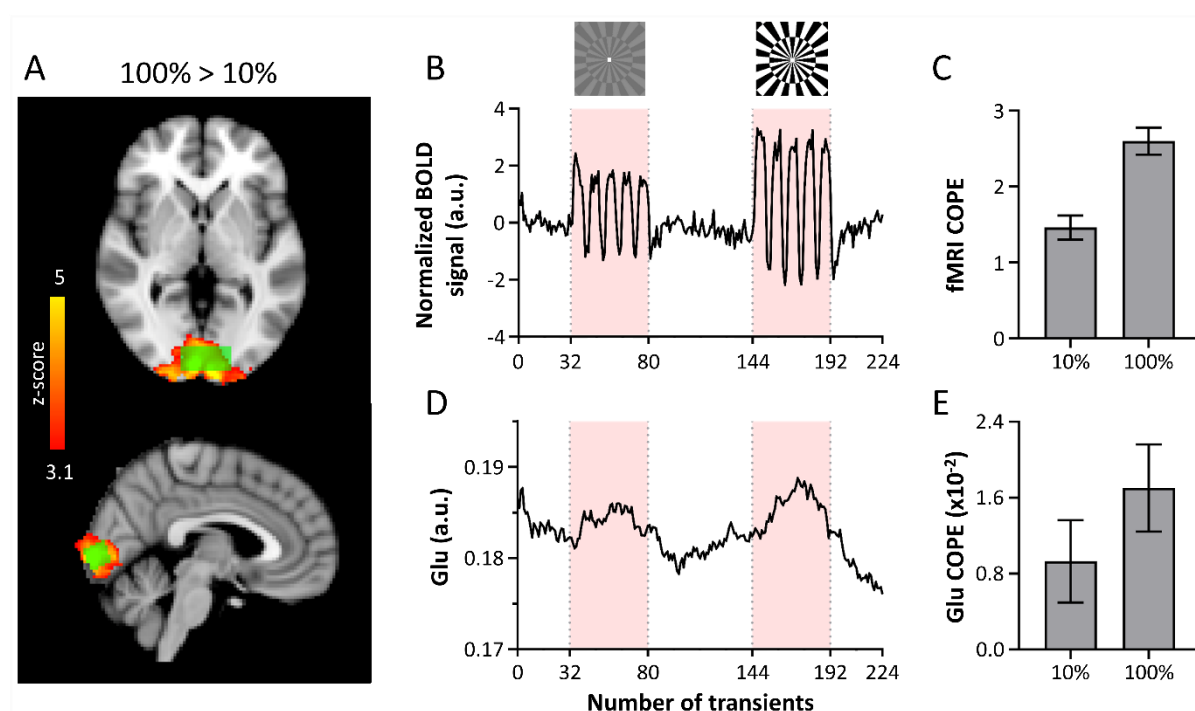 A
100% > 10%
5
z-score
3.1
B
Normalized BOLD
signal (a.u.)
4
2
0
-2
-4
0 32 80 144 192 224
C
fMRI COPE
3
2
1
0
10% 100%
D
Glu (a.u.)
0.19
0.18
0.17
0 32 80 144 192 224
Number of transients
E
Glu COPE (x10⁻²)
2.4
1.6
0.8
0.0
10% 100%